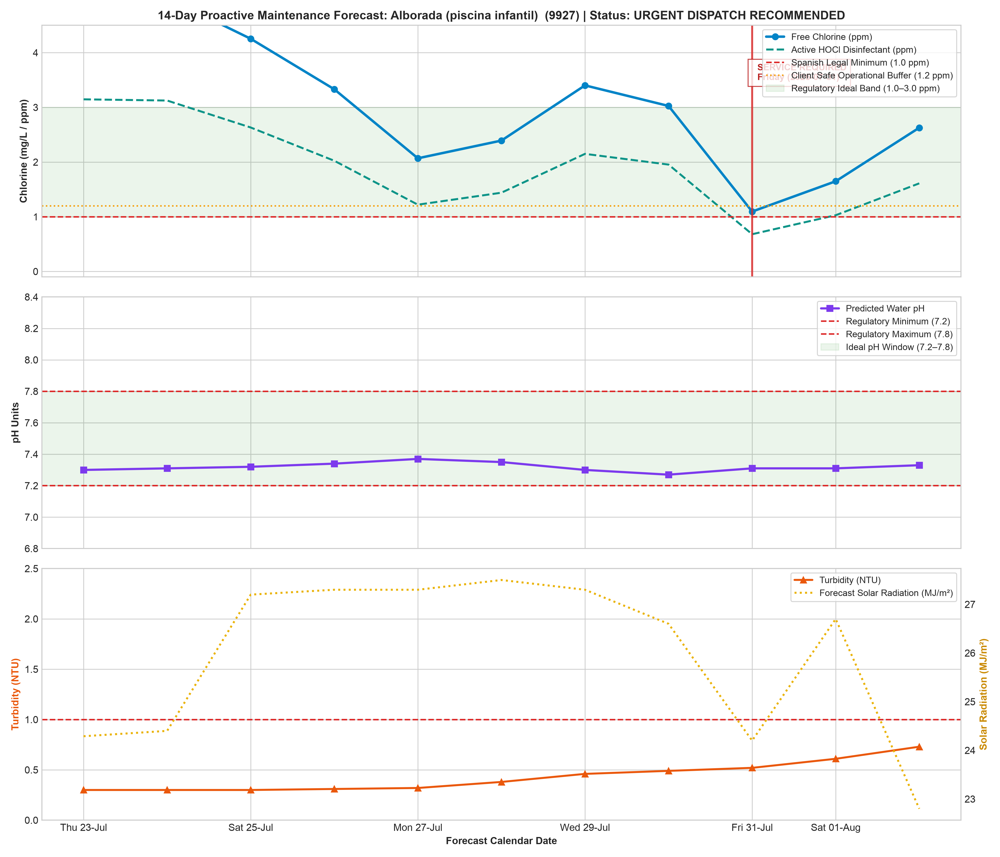 14-Day Proactive Maintenance Forecast: Alborada (piscina infantil)  (9927) | Status: URGENT DISPATCH RECOMMENDED
Free Chlorine (ppm)
Active HOCl Disinfectant (ppm)
Spanish Legal Minimum (1.0 ppm)
Client Safe Operational Buffer (1.2 ppm)
Regulatory Ideal Band (1.0–3.0 ppm)
SERVICE REQUIRED
Friday
Chlorine (mg/L / ppm)
4
3
2
1
0
Predicted Water pH
Regulatory Minimum (7.2)
Regulatory Maximum (7.8)
Ideal pH Window (7.2–7.8)
pH Units
8.4
8.2
8.0
7.8
7.6
7.4
7.2
7.0
6.8
Turbidity (NTU)
Forecast Solar Radiation (MJ/m²)
Turbidity (NTU)
2.5
2.0
1.5
1.0
0.5
0.0
27
26
25
24
23
Solar Radiation (MJ/m²)
Thu 23-Jul
Sat 25-Jul
Mon 27-Jul
Wed 29-Jul
Fri 31-Jul
Sat 01-Aug
Forecast Calendar Date